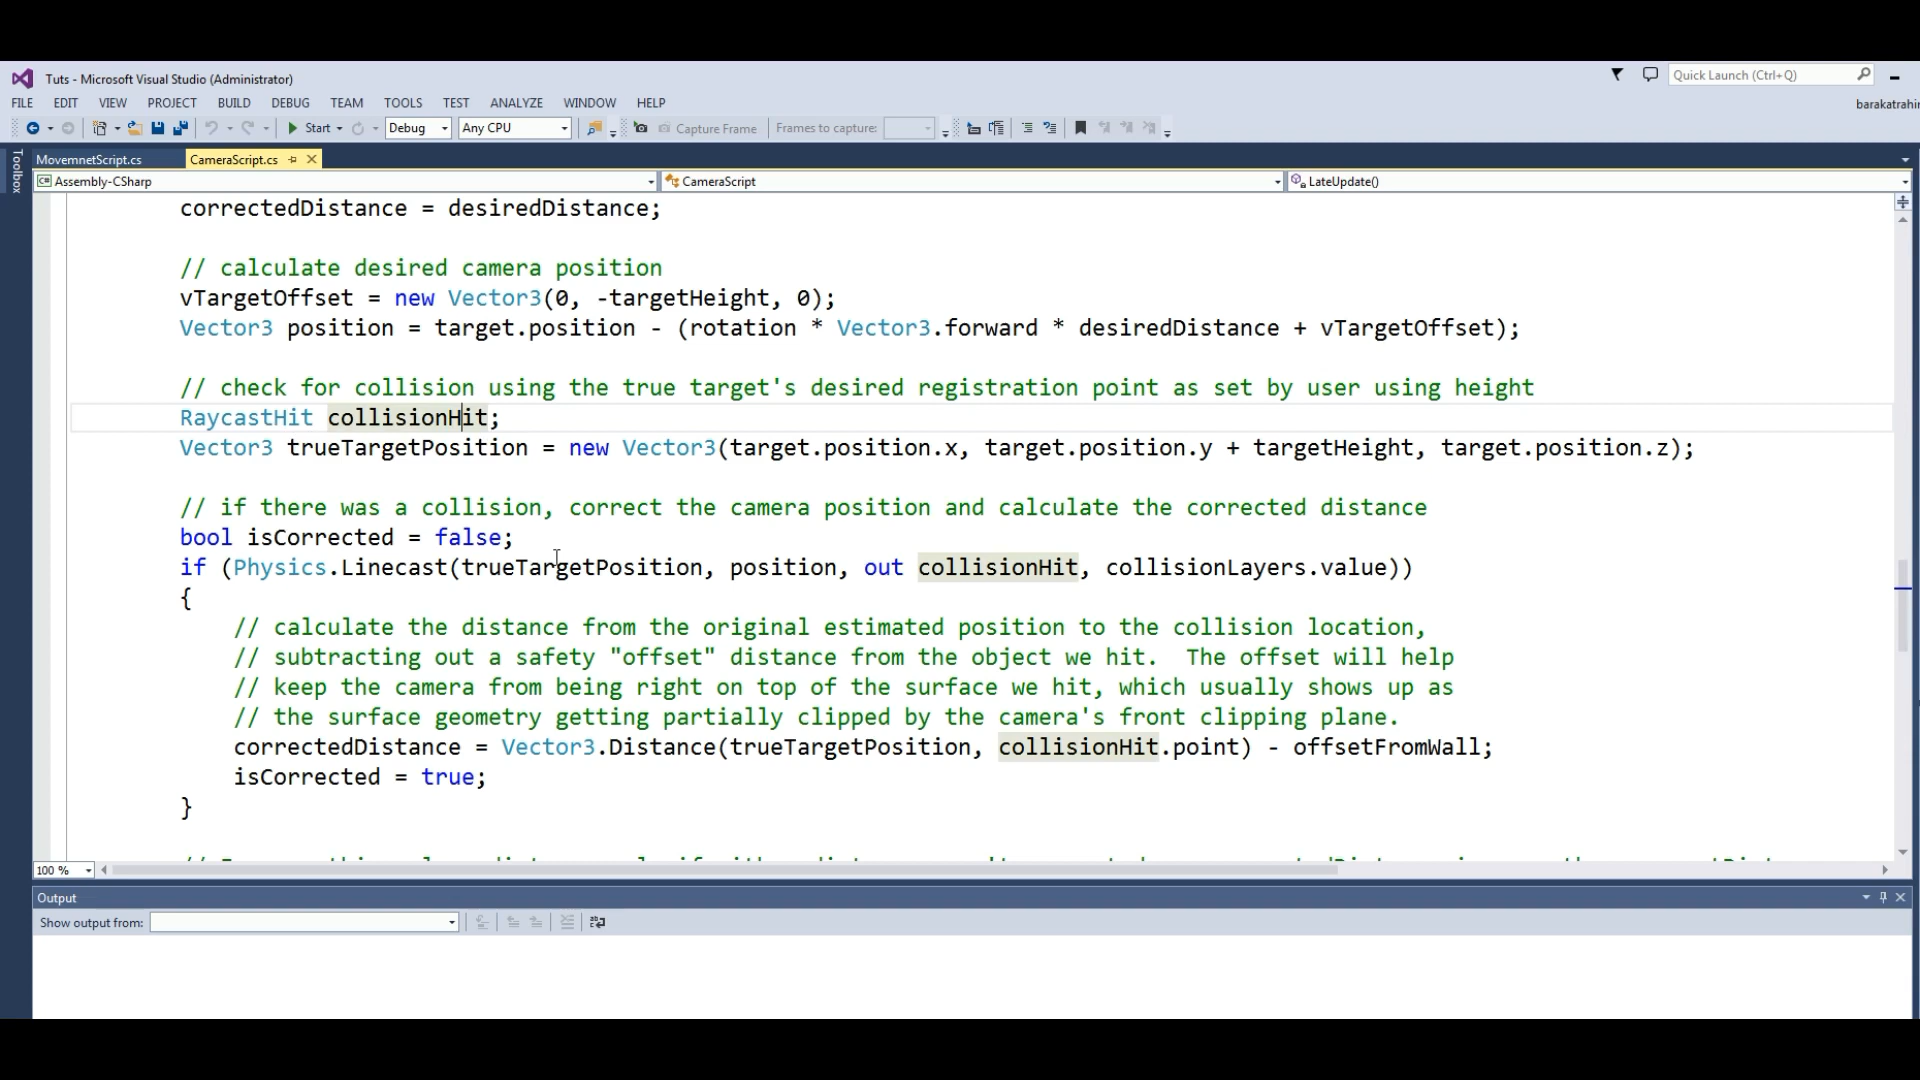 Tuts - Microsoft Visual Studio (Administrator)
Quick Launch (Ctrl+Q)
FILE EDIT VIEW PROJECT BUILD DEBUG TEAM TOOLS TEST ANALYZE WINDOW HELP
barakatrahin
Start Debug Any CPU Capture Frame Frames to capture:
Toolbox
MovemnetScript.cs CameraScript.cs
C# Assembly-CSharp CameraScript LateUpdate()
correctedDistance = desiredDistance;
// calculate desired camera position
vTargetOffset = new Vector3(0, -targetHeight, 0);
Vector3 position = target.position - (rotation * Vector3.forward * desiredDistance + vTargetOffset);
// check for collision using the true target's desired registration point as set by user using height
RaycastHit collisionHit;
Vector3 trueTargetPosition = new Vector3(target.position.x, target.position.y + targetHeight, target.position.z);
// if there was a collision, correct the camera position and calculate the corrected distance
bool isCorrected = false;
if (Physics.Linecast(trueTargetPosition, position, out collisionHit, collisionLayers.value))
{
// calculate the distance from the original estimated position to the collision location,
// subtracting out a safety "offset" distance from the object we hit.  The offset will help
// keep the camera from being right on top of the surface we hit, which usually shows up as
// the surface geometry getting partially clipped by the camera's front clipping plane.
correctedDistance = Vector3.Distance(trueTargetPosition, collisionHit.point) - offsetFromWall;
isCorrected = true;
}
100 %
Output
Show output from: